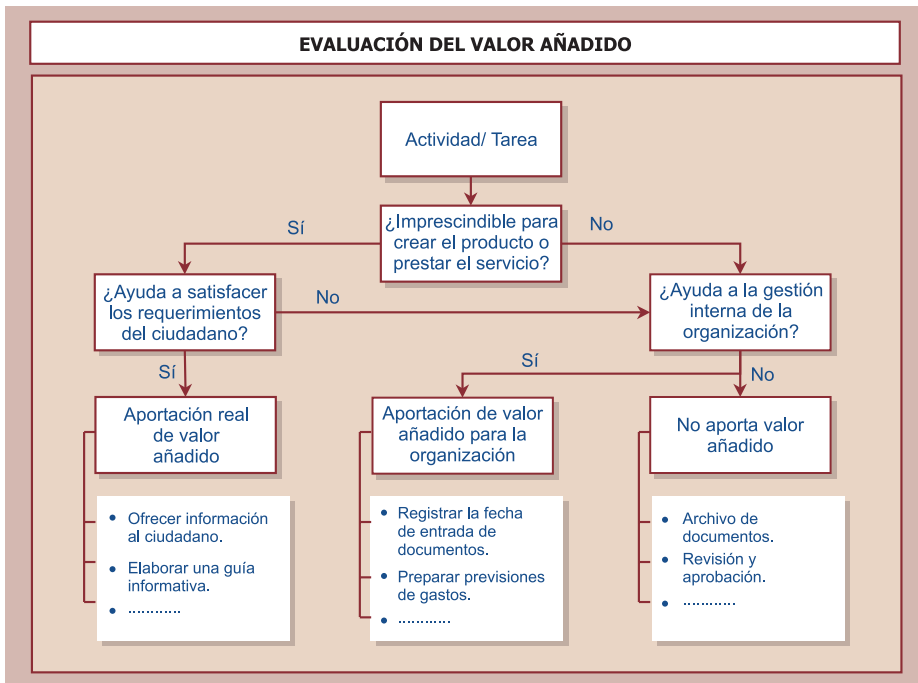 EVALUACIÓN DEL VALOR AÑADIDO
Actividad/ Tarea
¿Imprescindible para
crear el producto o
prestar el servicio?
Sí
No
¿Ayuda a satisfacer
los requerimientos
del ciudadano?
No
¿Ayuda a la gestión
interna de la
organización?
Sí
Sí
No
Aportación real
de valor
añadido
Aportación de valor
añadido para la
organización
No aporta valor
añadido
• Ofrecer información
al ciudadano.
• Elaborar una guía
informativa.
• ............
• Registrar la fecha
de entrada de
documentos.
• Preparar previsiones
de gastos.
• ............
• Archivo de
documentos.
• Revisión y
aprobación.
• ............